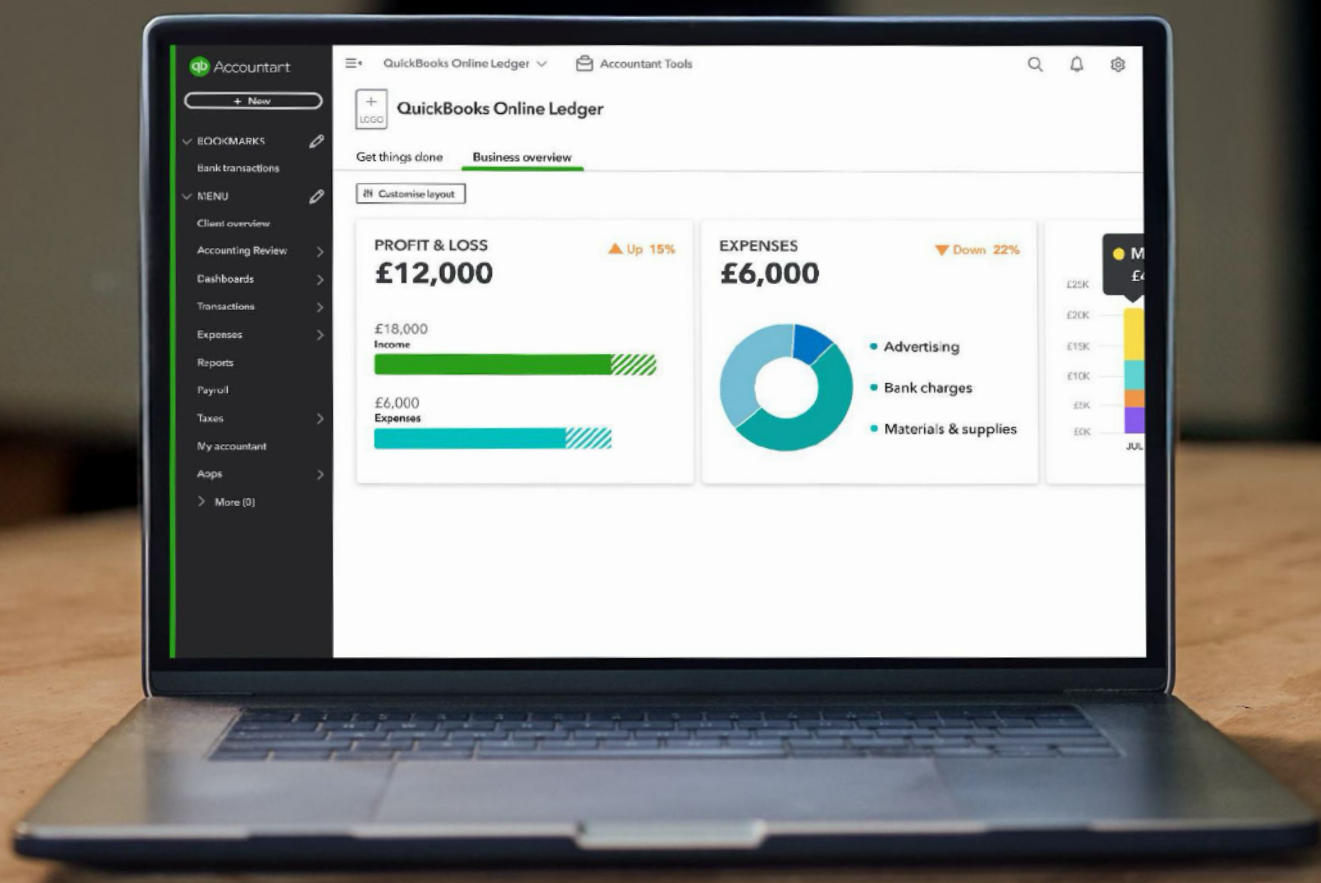 qb Accountart
+ New
BOOKMARKS
Bank transactions
MENU
Client overview
Accounting Review
Dashboards
Transactions
Expenses
Reports
Payroll
Taxes
My accountant
Apps
More (0)
QuickBooks Online Ledger
Accountant Tools
+
LOGO
QuickBooks Online Ledger
Get things done
Business overview
Customise layout
PROFIT & LOSS
Up 15%
£12,000
£18,000
Income
£6,000
Expenses
EXPENSES
Down 22%
£6,000
Advertising
Bank charges
Materials & supplies
M
£25K
£20K
£15K
£10K
£5K
£0K
JUL